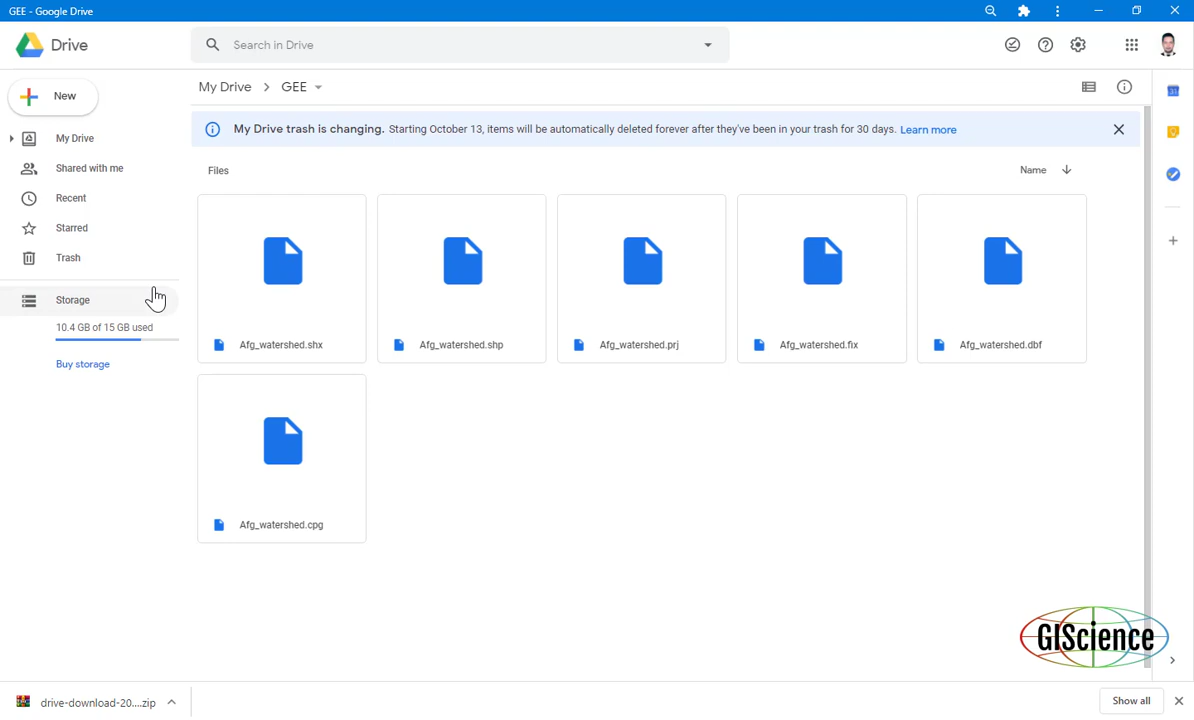 GEE - Google Drive
Drive
Search in Drive
New
My Drive
Shared with me
Recent
Starred
Trash
Storage
10.4 GB of 15 GB used
Buy storage
My Drive > GEE
My Drive trash is changing. Starting October 13, items will be automatically deleted forever after they've been in your trash for 30 days. Learn more
Files
Name
Afg_watershed.shx
Afg_watershed.shp
Afg_watershed.prj
Afg_watershed.fix
Afg_watershed.dbf
Afg_watershed.cpg
31
GIScience
drive-download-20....zip
Show all